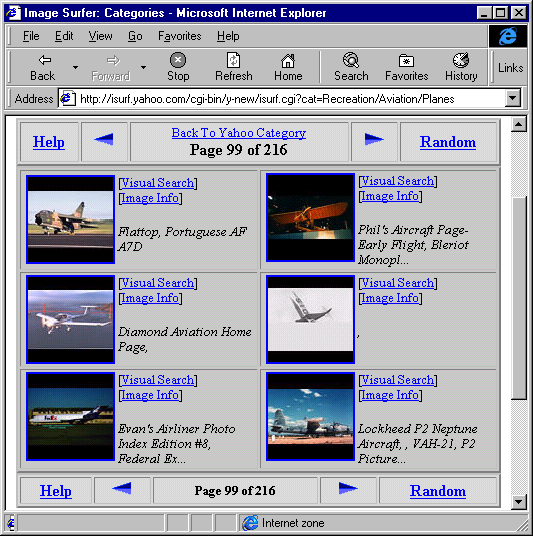 Image Surfer: Categories - Microsoft Internet Explorer
File Edit View Go Favorites Help
Back Forward Stop Refresh Home Search Favorites History Links
Address http://isurf.yahoo.com/cgi-bin/y-new/isurf.cgi?cat=Recreation/Aviation/Planes
Help
Back To Yahoo Category
Page 99 of 216
Random
[Visual Search]
[Image Info]
Flattop, Portuguese AF
A7D
[Visual Search]
[Image Info]
Phil's Aircraft Page-
Early Flight, Bleriot
Monopl...
[Visual Search]
[Image Info]
Diamond Aviation Home
Page,
[Visual Search]
[Image Info]
,
[Visual Search]
[Image Info]
Evan's Airliner Photo
Index Edition #8,
Federal Ex...
FedEx
[Visual Search]
[Image Info]
Lockheed P2 Neptune
Aircraft, , VAH-21, P2
Picture...
Help Page 99 of 216 Random
Internet zone